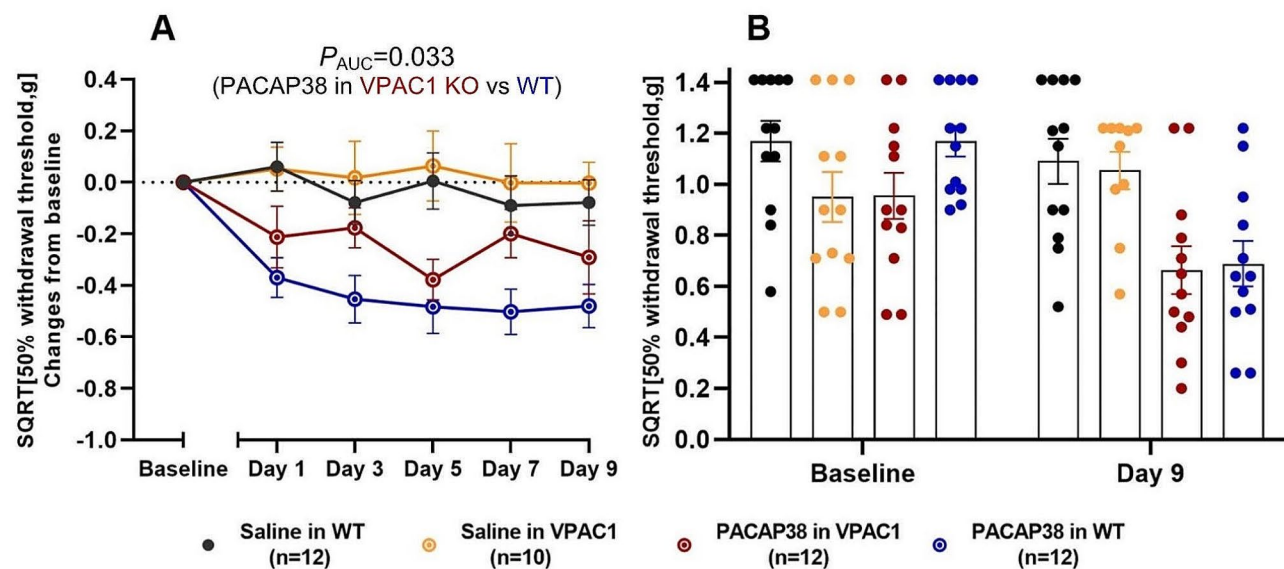 A
P_AUC=0.033
(PACAP38 in VPAC1 KO vs WT)
SQRT[50% withdrawal threshold,g]
Changes from baseline
0.4
0.2
0.0
-0.2
-0.4
-0.6
-0.8
-1.0
Baseline Day 1 Day 3 Day 5 Day 7 Day 9
B
SQRT[50% withdrawal threshold,g]
1.4
1.2
1.0
0.8
0.6
0.4
0.2
0.0
Baseline Day 9
Saline in WT
(n=12)
Saline in VPAC1
(n=10)
PACAP38 in VPAC1
(n=12)
PACAP38 in WT
(n=12)